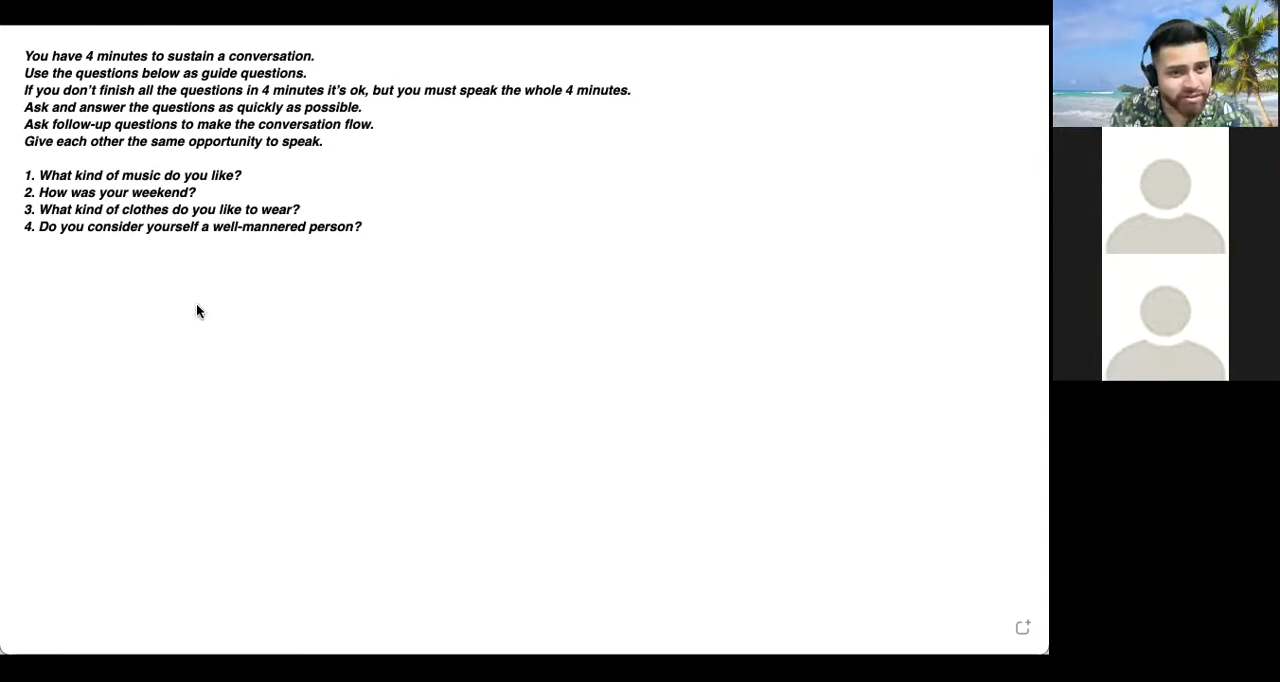 You have 4 minutes to sustain a conversation.
Use the questions below as guide questions.
If you don’t finish all the questions in 4 minutes it’s ok, but you must speak the whole 4 minutes.
Ask and answer the questions as quickly as possible.
Ask follow-up questions to make the conversation flow.
Give each other the same opportunity to speak.
1. What kind of music do you like?
2. How was your weekend?
3. What kind of clothes do you like to wear?
4. Do you consider yourself a well-mannered person?